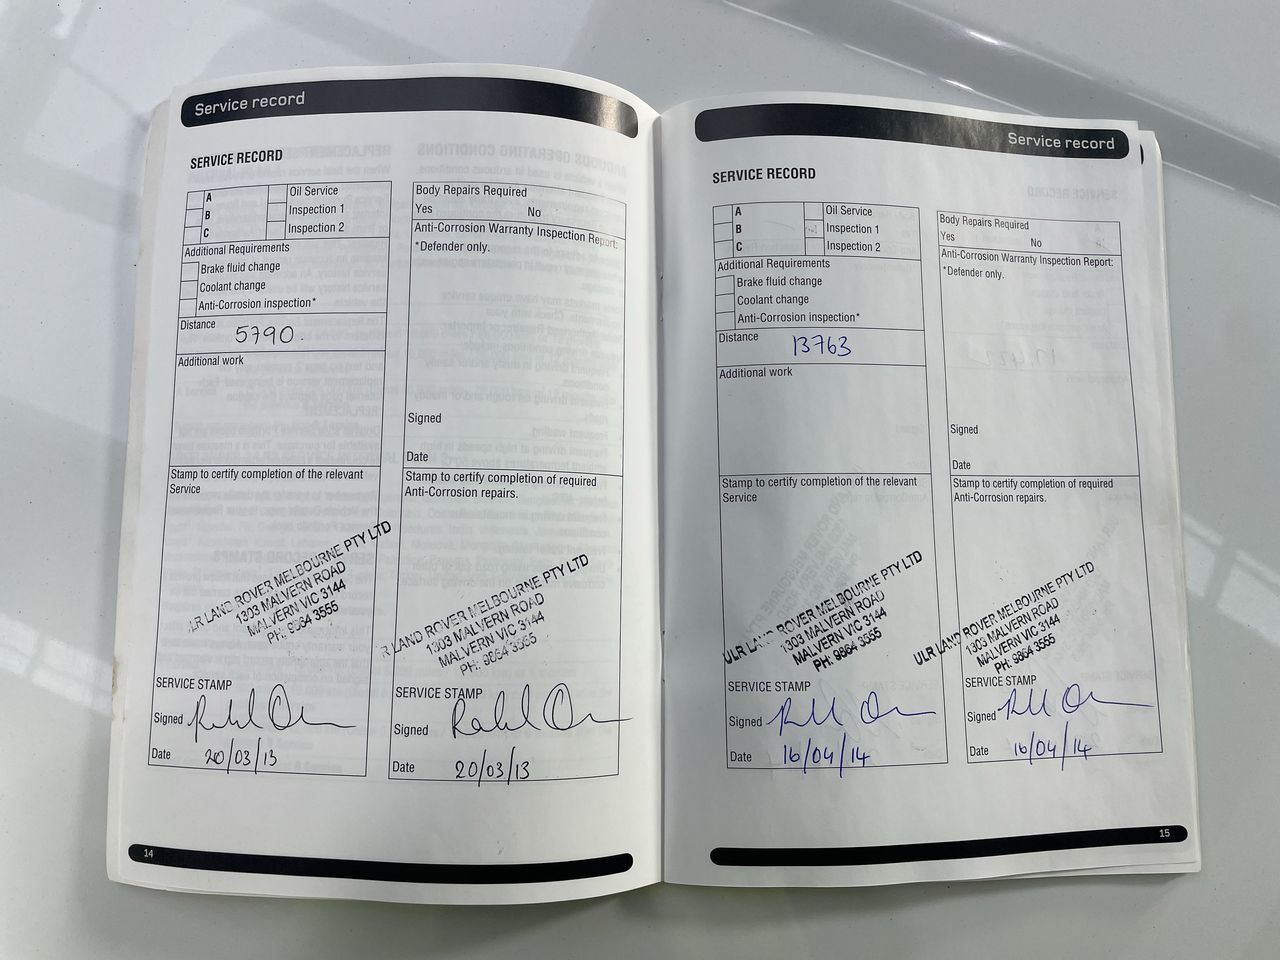 Service record
SERVICE RECORD
A
B
C
Oil Service
Inspection 1
Inspection 2
Additional Requirements
Brake fluid change
Coolant change
Anti-Corrosion inspection*
Distance
5790.
Additional work
Stamp to certify completion of the relevant
Service
LR LAND ROVER MELBOURNE PTY LTD
1303 MALVERN ROAD
MALVERN VIC 3144
PH: 9864 3555
SERVICE STAMP
Signed
Date 20/03/13
Body Repairs Required
Yes No
Anti-Corrosion Warranty Inspection Report:
*Defender only.
Signed
Date
Stamp to certify completion of required
Anti-Corrosion repairs.
R LAND ROVER MELBOURNE PTY LTD
1303 MALVERN ROAD
MALVERN VIC 3144
PH: 9864 3555
SERVICE STAMP
Signed
Date 20/03/13
14
Service record
SERVICE RECORD
A
B
C
Oil Service
Inspection 1
Inspection 2
Additional Requirements
Brake fluid change
Coolant change
Anti-Corrosion inspection*
Distance
13763
Additional work
Stamp to certify completion of the relevant
Service
ULR LAND ROVER MELBOURNE PTY LTD
1303 MALVERN ROAD
MALVERN VIC 3144
PH: 9864 3555
SERVICE STAMP
Signed
Date 16/04/14
Body Repairs Required
Yes No
Anti-Corrosion Warranty Inspection Report:
*Defender only.
Signed
Date
Stamp to certify completion of required
Anti-Corrosion repairs.
ULR LAND ROVER MELBOURNE PTY LTD
1303 MALVERN ROAD
MALVERN VIC 3144
PH: 9864 3555
SERVICE STAMP
Signed
Date 16/04/14
15